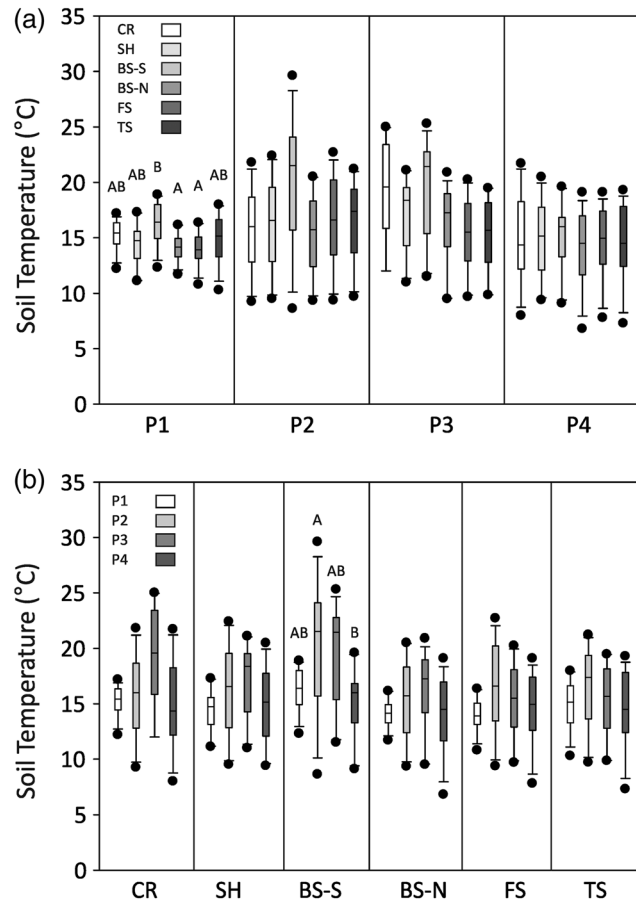 (a)
35
30
25
20
15
10
5
0
Soil Temperature (°C)
CR
SH
BS-S
BS-N
FS
TS
AB AB B A A AB
P1 P2 P3 P4
(b)
35
30
25
20
15
10
5
0
Soil Temperature (°C)
P1
P2
P3
P4
A
AB
AB
B
CR SH BS-S BS-N FS TS